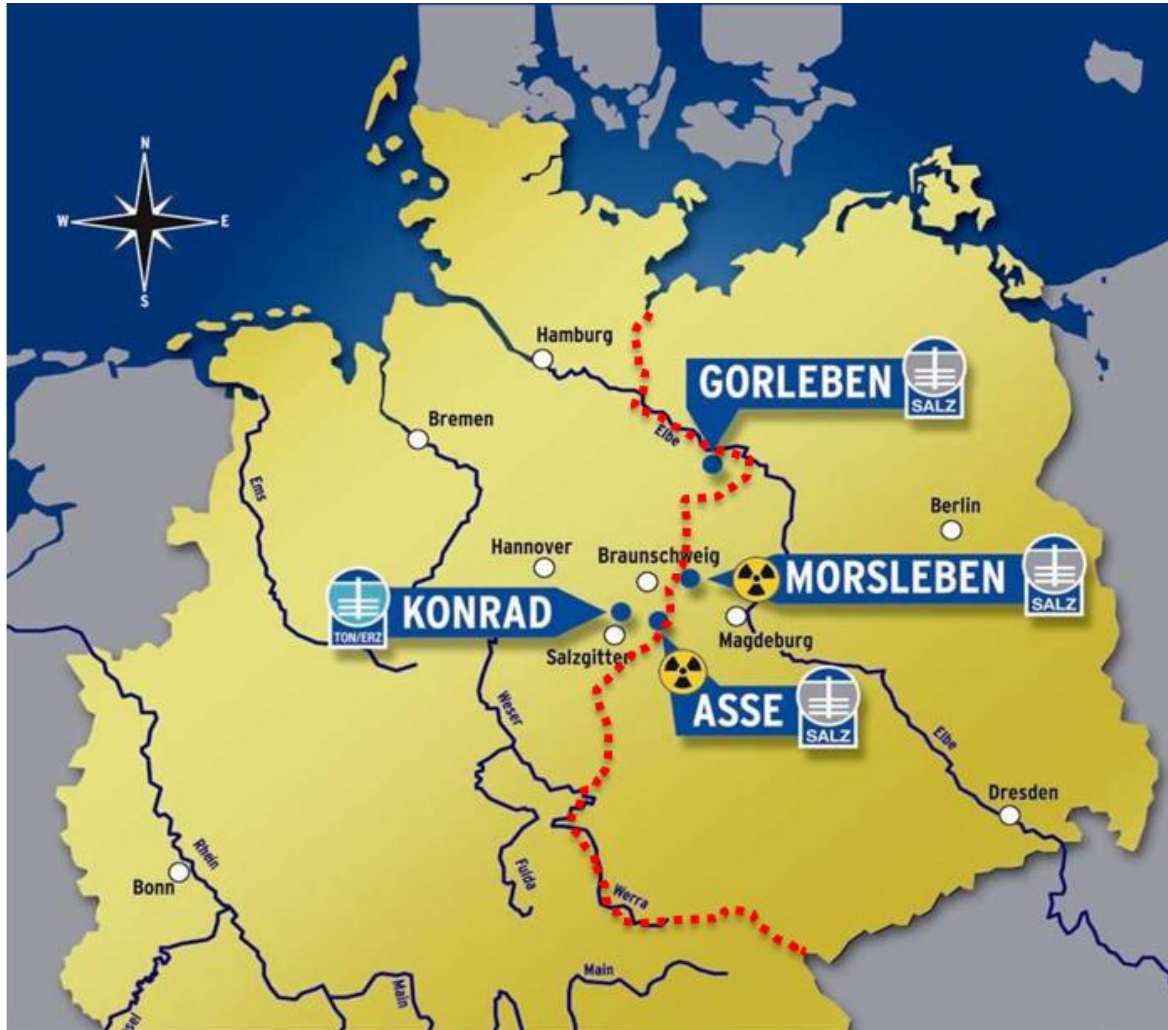 N
W
E
S
Hamburg
GORLEBEN
SALZ
Bremen
Elbe
Ems
Berlin
Hannover
Braunschweig
MORSLEBEN
SALZ
KONRAD
TON/ERZ
Magdeburg
Salzgitter
Weser
ASSE
SALZ
Elbe
Dresden
Rhein
Bonn
Fulda
Werra
Main
Main
sel